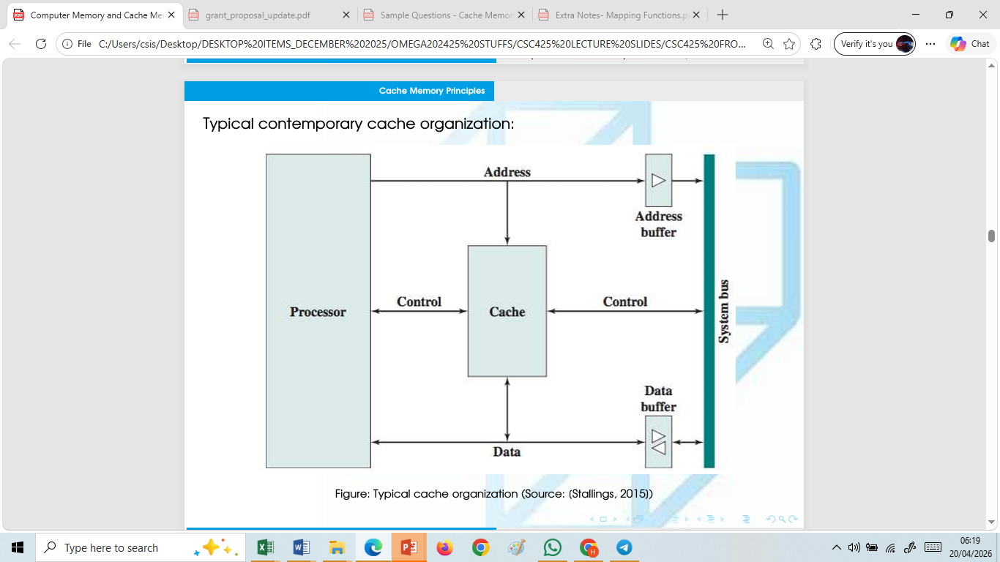 Computer Memory and Cache Me
grant_proposal_update.pdf
Sample Questions - Cache Memor
Extra Notes- Mapping Functions.p
File
C:/Users/csis/Desktop/DESKTOP%20ITEMS_DECEMBER%202025/OMEGA202425%20STUFFS/CSC425%20LECTURE%20SLIDES/CSC425%20FRO...
Verify it's you
Chat
Cache Memory Principles
Typical contemporary cache organization:
Address
Address
buffer
Processor
Control
Cache
Control
System bus
Data
buffer
Data
Figure: Typical cache organization (Source: [Stallings, 2015])
Type here to search
06:19
20/04/2026